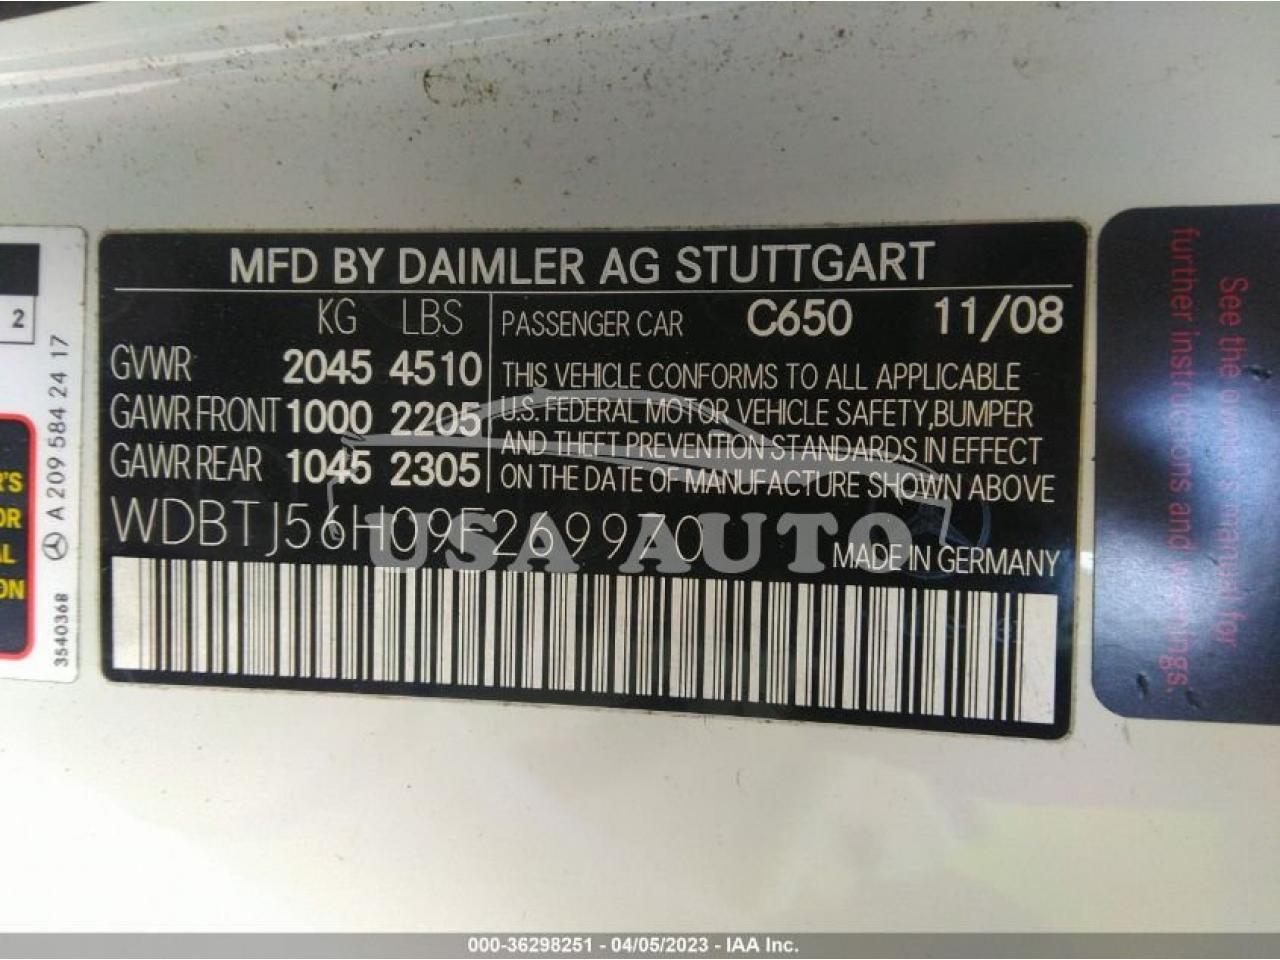 MFD BY DAIMLER AG STUTTGART
KG LBS
GVWR 2045 4510
GAWR FRONT 1000 2205
GAWR REAR 1045 2305
PASSENGER CAR C650 11/08
THIS VEHICLE CONFORMS TO ALL APPLICABLE
U.S. FEDERAL MOTOR VEHICLE SAFETY,BUMPER
AND THEFT PREVENTION STANDARDS IN EFFECT
ON THE DATE OF MANUFACTURE SHOWN ABOVE
WDBTJ56H09F269970
MADE IN GERMANY
USA AUTO
2
A 209 584 24 17
3540368
See the owner's manual for
further instructions and warnings.
000-36298251 - 04/05/2023 - IAA Inc.